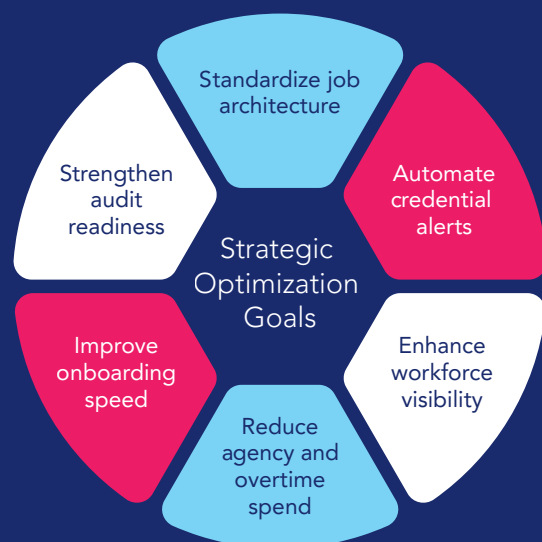 Standardize job
architecture
Automate
credential
alerts
Enhance
workforce
visibility
Reduce
agency and
overtime
spend
Improve
onboarding
speed
Strengthen
audit
readiness
Strategic
Optimization
Goals